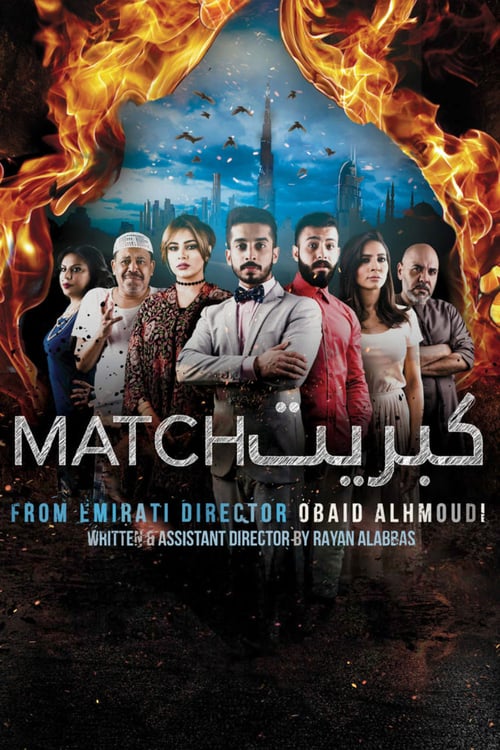 MATCH كبريت
FROM EMIRATI DIRECTOR OBAID ALHMOUDI
WRITTEN & ASSISTANT DIRECTOR BY RAYAN ALABBAS